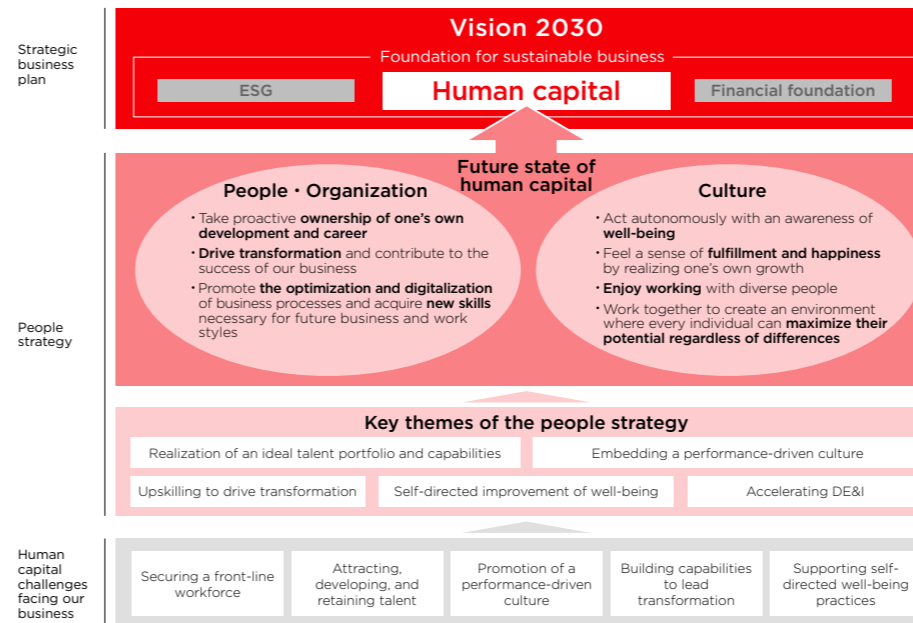 Strategic
business
plan
Vision 2030
Foundation for sustainable business
ESG
Human capital
Financial foundation
People
strategy
Future state of
human capital
People・Organization
・Take proactive ownership of one's own
development and career
・Drive transformation and contribute to the
success of our business
・Promote the optimization and digitalization
of business processes and acquire new skills
necessary for future business and work
styles
Culture
・Act autonomously with an awareness of
well-being
・Feel a sense of fulfillment and happiness
by realizing one's own growth
・Enjoy working with diverse people
・Work together to create an environment
where every individual can maximize their
potential regardless of differences
Key themes of the people strategy
Realization of an ideal talent portfolio and capabilities
Embedding a performance-driven culture
Upskilling to drive transformation
Self-directed improvement of well-being
Accelerating DE&I
Human
capital
challenges
facing our
business
Securing a front-line
workforce
Attracting,
developing, and
retaining talent
Promotion of a
performance-driven
culture
Building capabilities
to lead
transformation
Supporting self-
directed well-being
practices